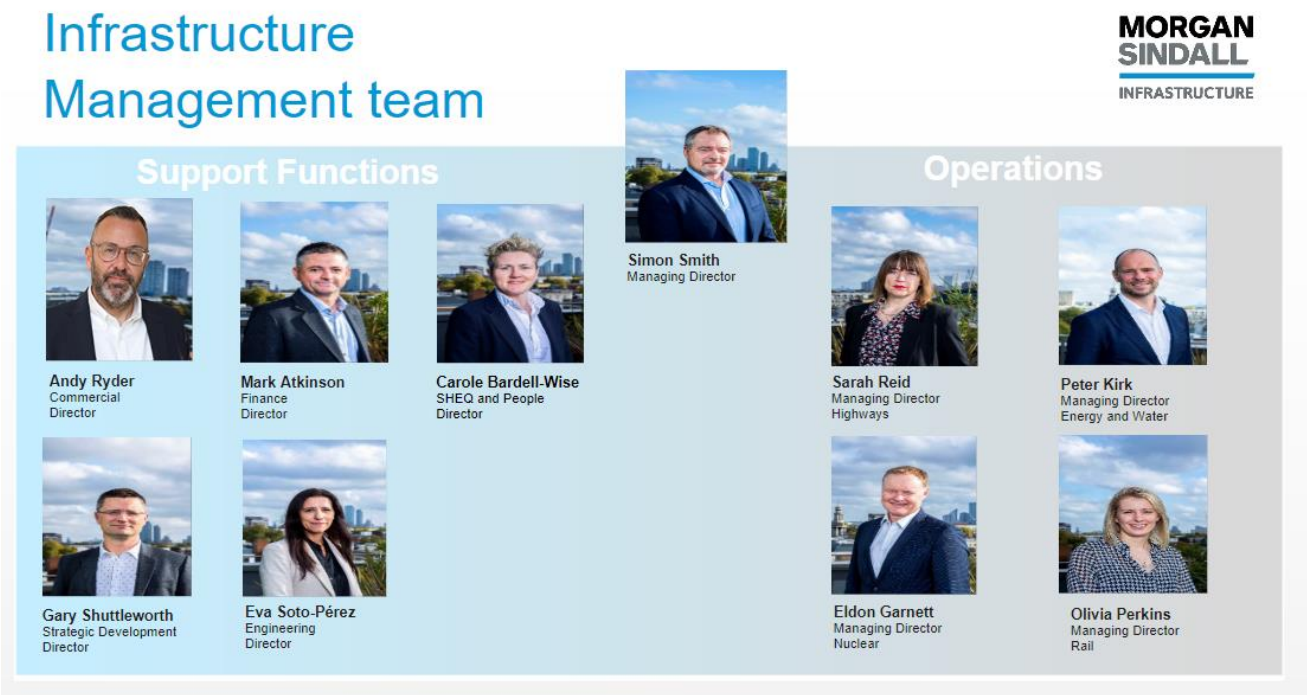 Infrastructure
Management team
MORGAN
SINDALL
INFRASTRUCTURE
Support Functions
Operations
Simon Smith
Managing Director
Andy Ryder
Commercial
Director
Mark Atkinson
Finance
Director
Carole Bardell-Wise
SHEQ and People
Director
Sarah Reid
Managing Director
Highways
Peter Kirk
Managing Director
Energy and Water
Gary Shuttleworth
Strategic Development
Director
Eva Soto-Pérez
Engineering
Director
Eldon Garnett
Managing Director
Nuclear
Olivia Perkins
Managing Director
Rail